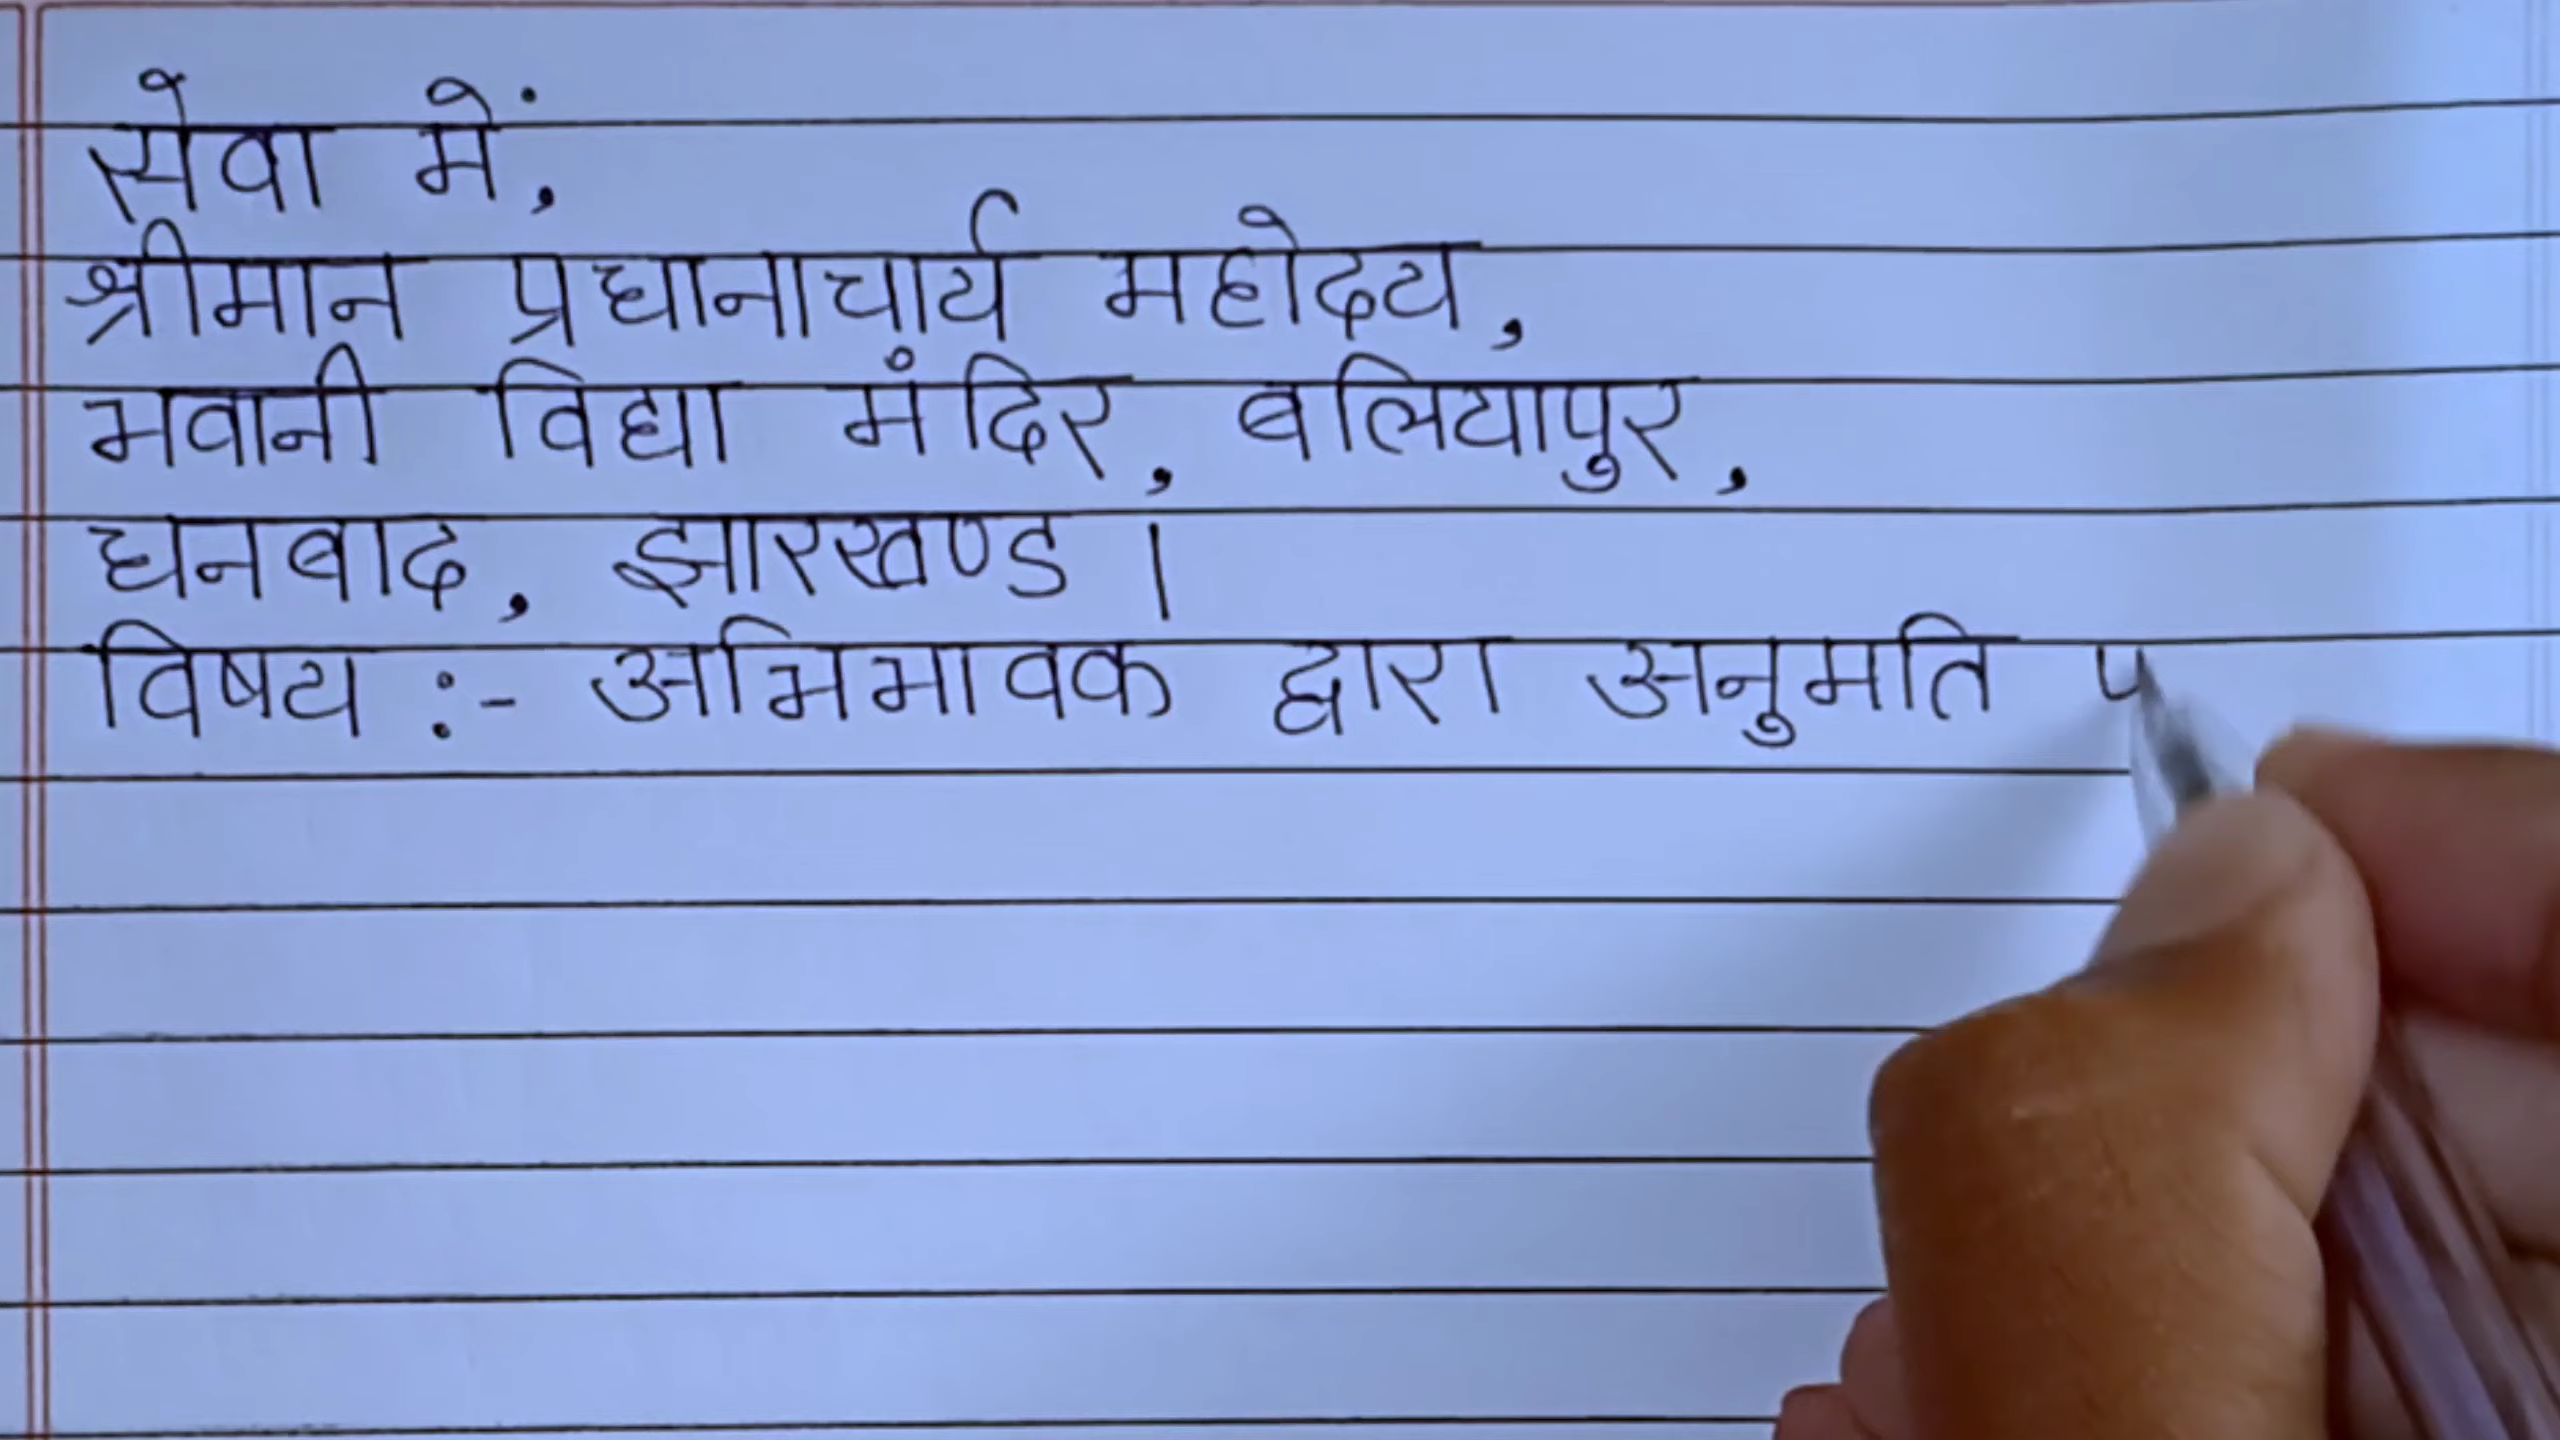 सेवा में,
श्रीमान प्रधानाचार्य महोदय,
भवानी विद्या मंदिर, बलियापुर,
धनबाद, झारखण्ड।
विषय :- अभिभावक द्वारा अनुमति प